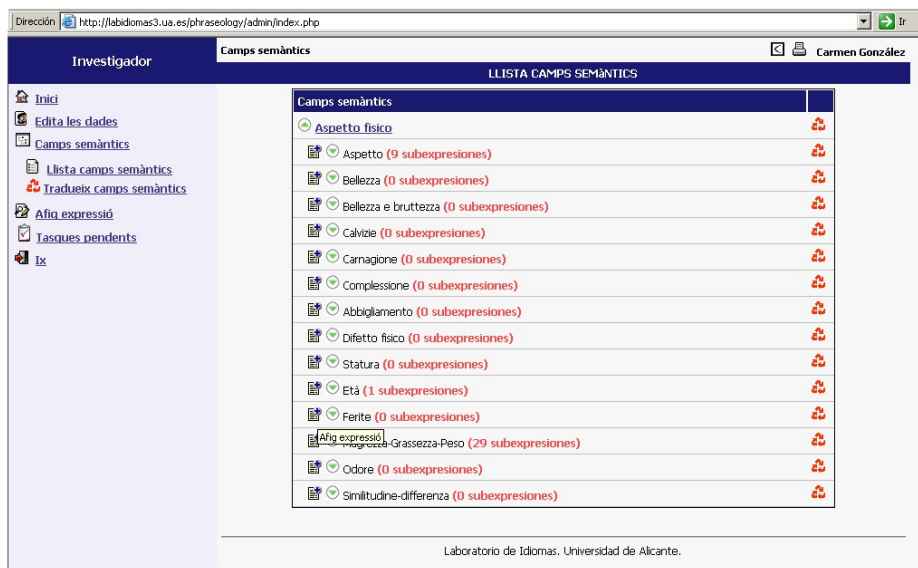 Dirección http://labidiomas3.ua.es/phraseology/admin/index.php Ir
Investigador
Inici
Edita les dades
Camps semàntics
Llista camps semàntics
Tradueix camps semàntics
Afig expressió
Tasques pendents
Ix
Camps semàntics Carmen González
LLISTA CAMPS SEMàNTICS
Camps semàntics
Aspetto fisico
Aspetto (9 subexpresiones)
Bellezza (0 subexpresiones)
Bellezza e bruttezza (0 subexpresiones)
Calvizie (0 subexpresiones)
Carnagione (0 subexpresiones)
Complessione (0 subexpresiones)
Abbigliamento (0 subexpresiones)
Difetto fisico (0 subexpresiones)
Statura (0 subexpresiones)
Età (1 subexpresiones)
Ferite (0 subexpresiones)
Afig expressió
Magrezza-Grassezza-Peso (29 subexpresiones)
Odore (0 subexpresiones)
Similitudine-differenza (0 subexpresiones)
Laboratorio de Idiomas. Universidad de Alicante.